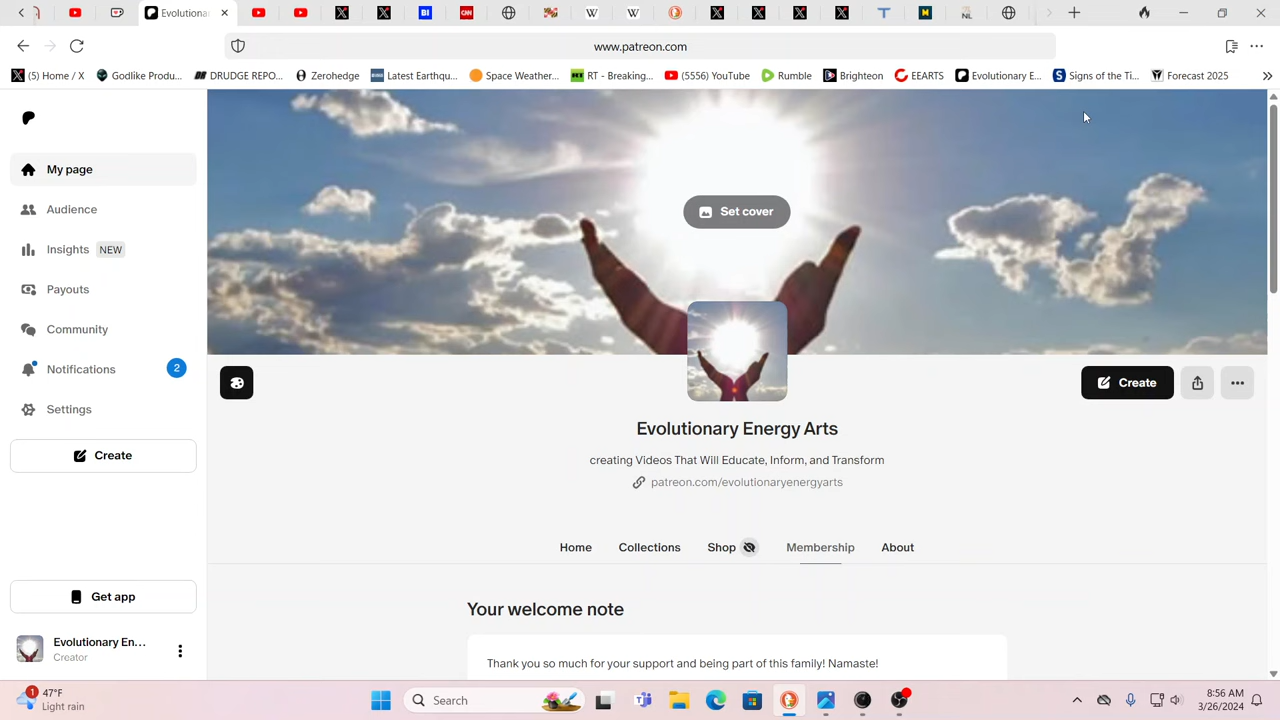 Evolutionar
www.patreon.com
(5) Home / X
Godlike Produ...
DRUDGE REPO...
Zerohedge
Latest Earthqu...
Space Weather...
RT - Breaking...
(5556) YouTube
Rumble
Brighteon
EEARTS
Evolutionary E...
Signs of the Ti...
Forecast 2025
My page
Audience
Insights NEW
Payouts
Community
Notifications 2
Settings
Create
Get app
Evolutionary En...
Creator
Set cover
Create
Evolutionary Energy Arts
creating Videos That Will Educate, Inform, and Transform
patreon.com/evolutionaryenergyarts
Home Collections Shop Membership About
Your welcome note
Thank you so much for your support and being part of this family! Namaste!
1
47°F
Light rain
Search
8:56 AM
3/26/2024